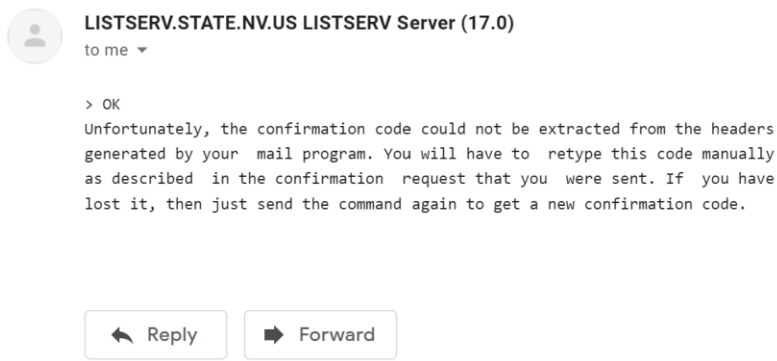 LISTSERV.STATE.NV.US LISTSERV Server (17.0)
to me
> OK
Unfortunately, the confirmation code could not be extracted from the headers
generated by your  mail program. You will have to  retype this code manually
as described  in the confirmation  request that you  were sent. If  you have
lost it, then just send the command again to get a new confirmation code.
Reply Forward